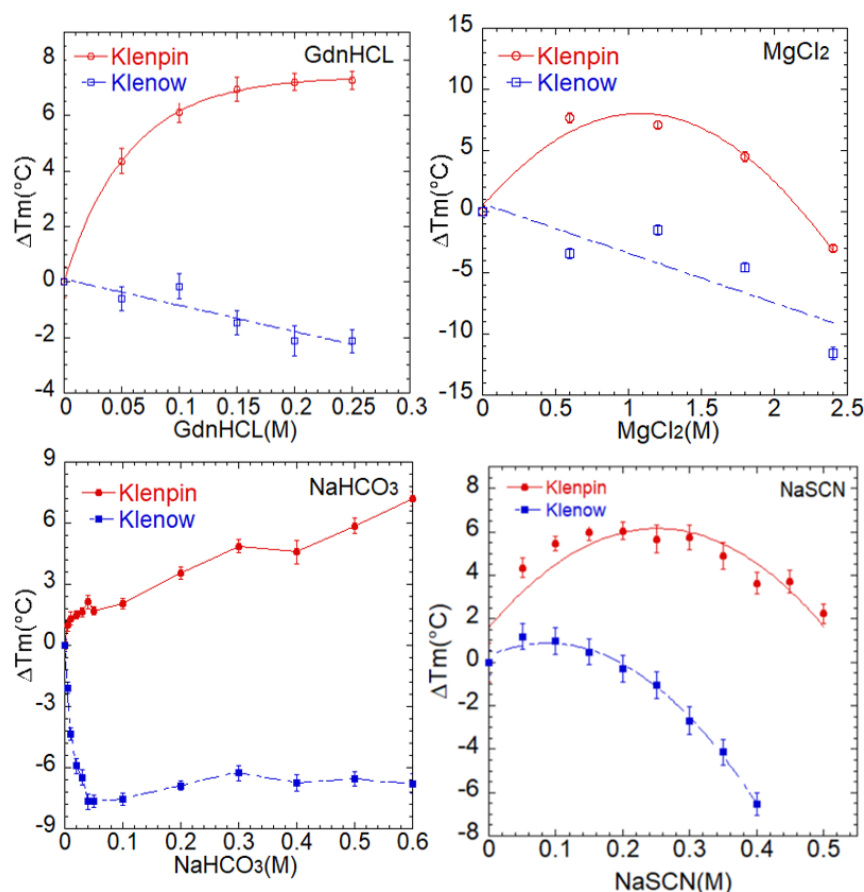 GdnHCL
Klenpin
Klenow
ΔTm(°C)
8
6
4
2
0
-2
-4
0
0.05
0.1
0.15
0.2
0.25
0.3
GdnHCL(M)
MgCl2
Klenpin
Klenow
ΔTm(°C)
15
10
5
0
-5
-10
-15
0
0.5
1
1.5
2
2.5
MgCl2(M)
NaHCO3
Klenpin
Klenow
ΔTm(°C)
9
6
3
0
-3
-6
-9
0
0.1
0.2
0.3
0.4
0.5
0.6
NaHCO3(M)
NaSCN
Klenpin
Klenow
ΔTm(°C)
8
6
4
2
0
-2
-4
-6
-8
0
0.1
0.2
0.3
0.4
0.5
NaSCN(M)